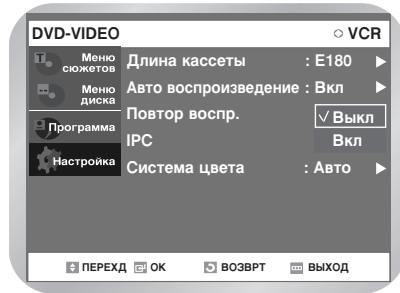 DVD-VIDEO VCR
Меню сюжетов
Меню диска
Программа
Настройка
Длина кассеты : E180
Авто воспроизведение : Вкл
Повтор воспр. √ Выкл
IPC Вкл
Система цвета : Авто
ПЕРЕХД ОК ВОЗВРТ ВЫХОД